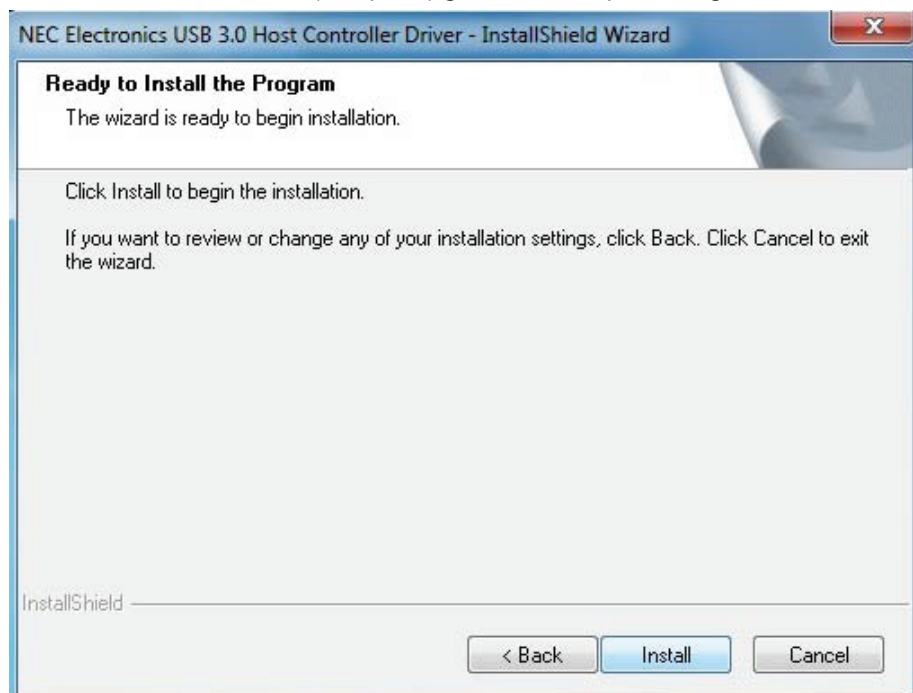 NEC Electronics USB 3.0 Host Controller Driver - InstallShield Wizard
Ready to Install the Program
The wizard is ready to begin installation.
Click Install to begin the installation.
If you want to review or change any of your installation settings, click Back. Click Cancel to exit
the wizard.
InstallShield
< Back Install Cancel